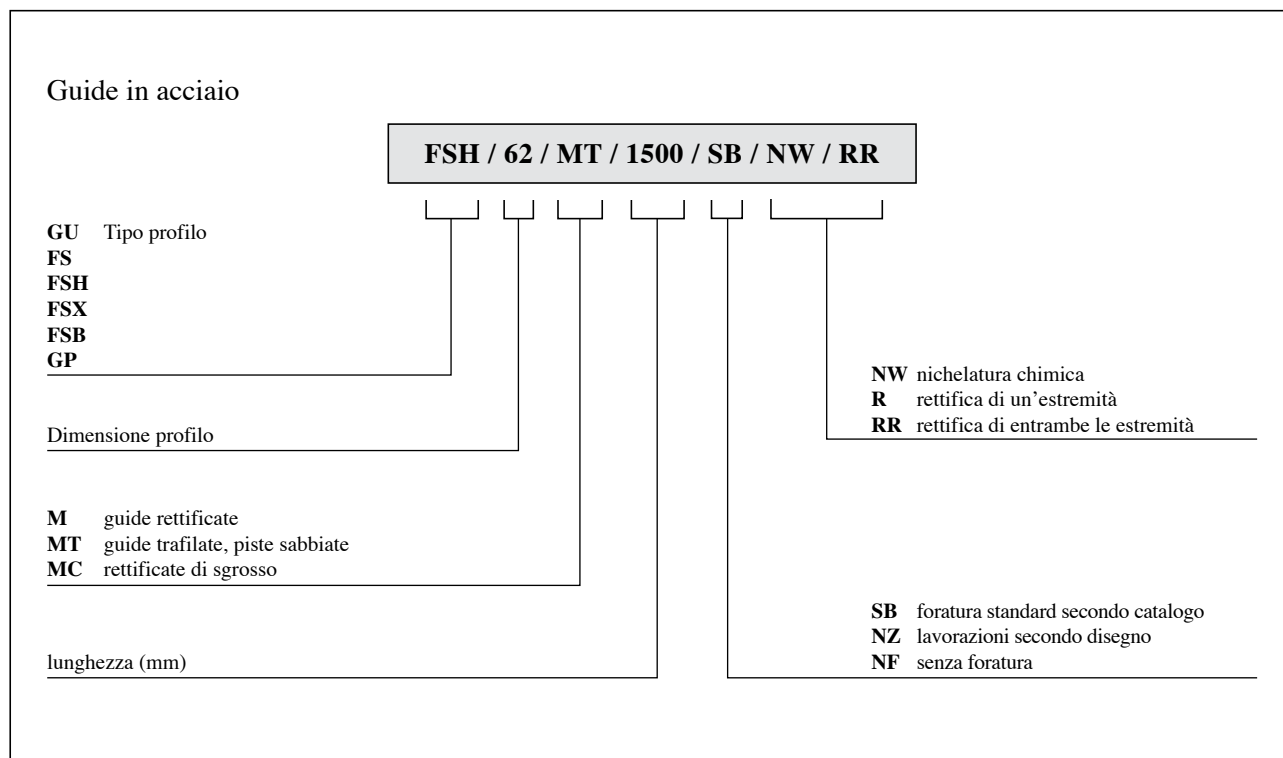 Guide in acciaio
FSH / 62 / MT / 1500 / SB / NW / RR
GU Tipo profilo
FS
FSH
FSX
FSB
GP
Dimensione profilo
M guide rettificate
MT guide trafilate, piste sabbiate
MC rettificate di sgrosso
lunghezza (mm)
NW nichelatura chimica
R rettifica di un'estremità
RR rettifica di entrambe le estremità
SB foratura standard secondo catalogo
NZ lavorazioni secondo disegno
NF senza foratura